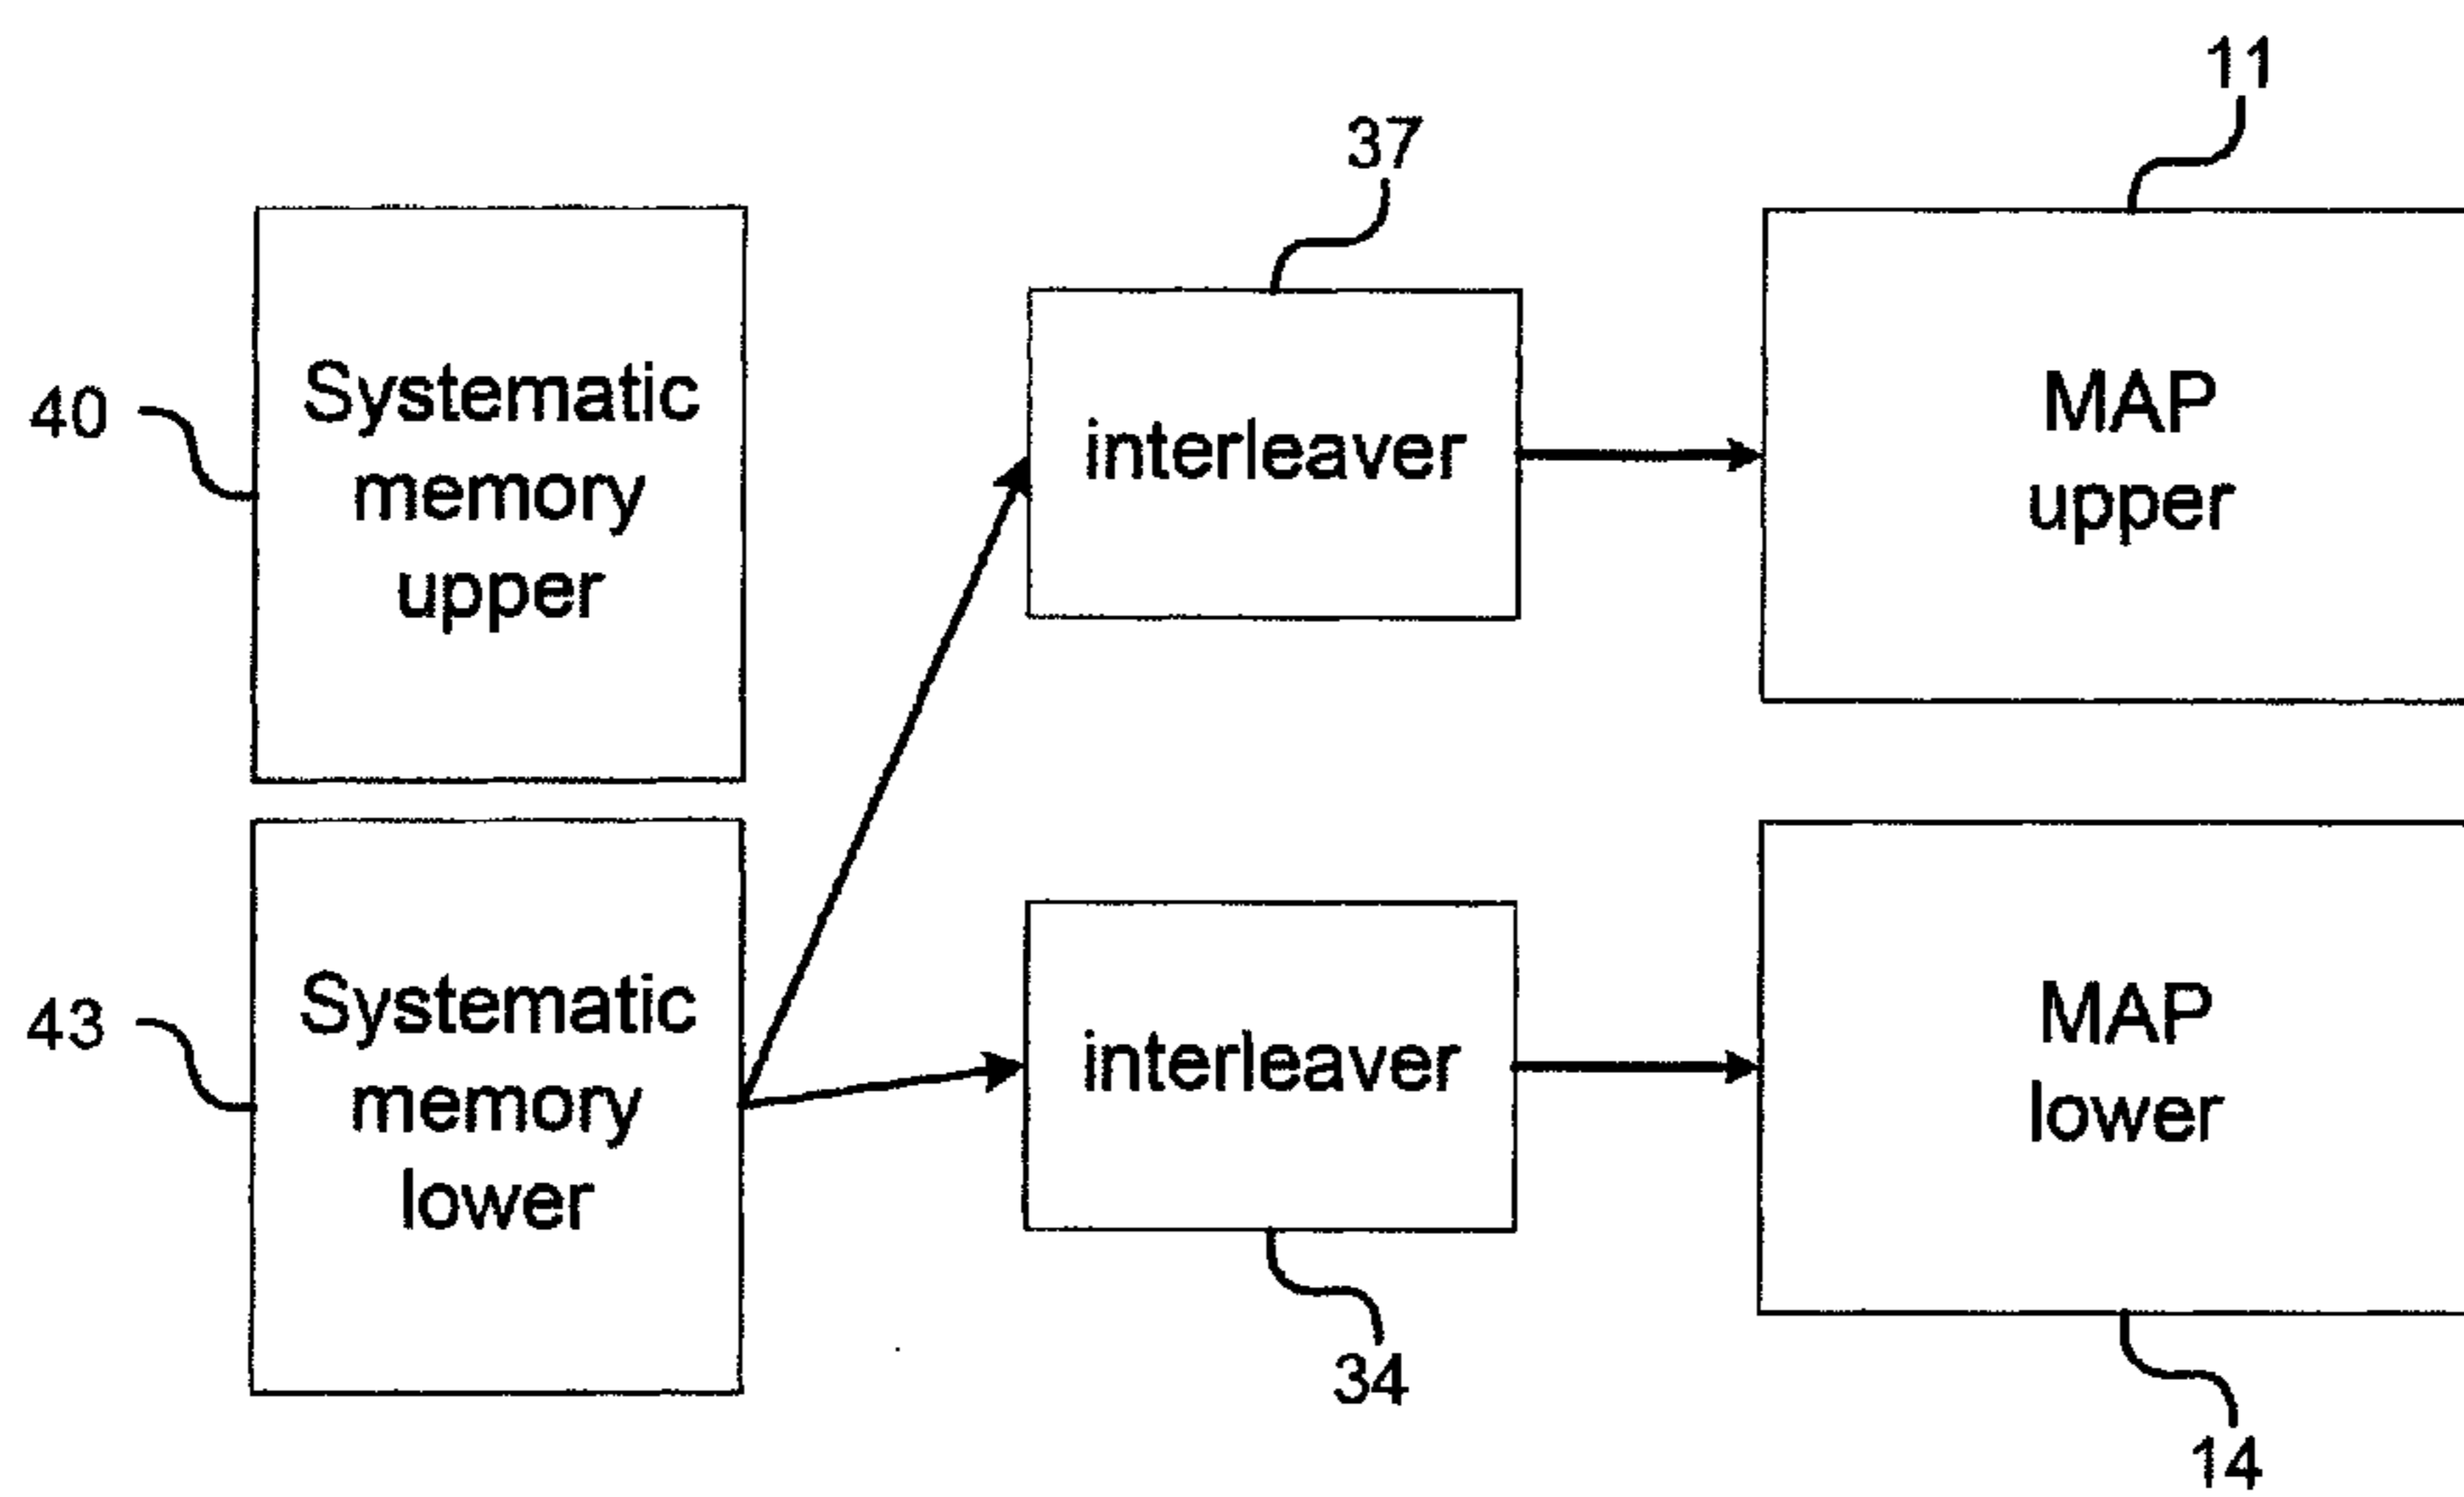 11
37
40
Systematic
memory
upper
interleaver
MAP
upper
43
Systematic
memory
lower
interleaver
MAP
lower
34
14